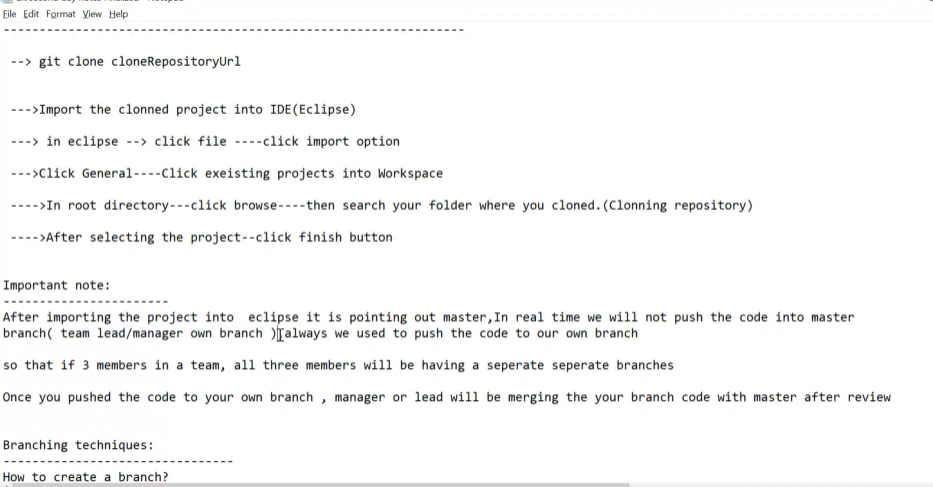 File Edit Format View Help
----------------------------------------------------------------
--> git clone cloneRepositoryUrl
--->Import the clonned project into IDE(Eclipse)
---> in eclipse --> click file ----click import option
--->Click General----Click exeisting projects into Workspace
---->In root directory---click browse----then search your folder where you cloned.(Clonning repository)
---->After selecting the project--click finish button
Important note:
-----------------------
After importing the project into  eclipse it is pointing out master,In real time we will not push the code into master
branch( team lead/manager own branch ) always we used to push the code to our own branch
so that if 3 members in a team, all three members will be having a seperate seperate branches
Once you pushed the code to your own branch , manager or lead will be merging the your branch code with master after review
Branching techniques:
--------------------------------
How to create a branch?